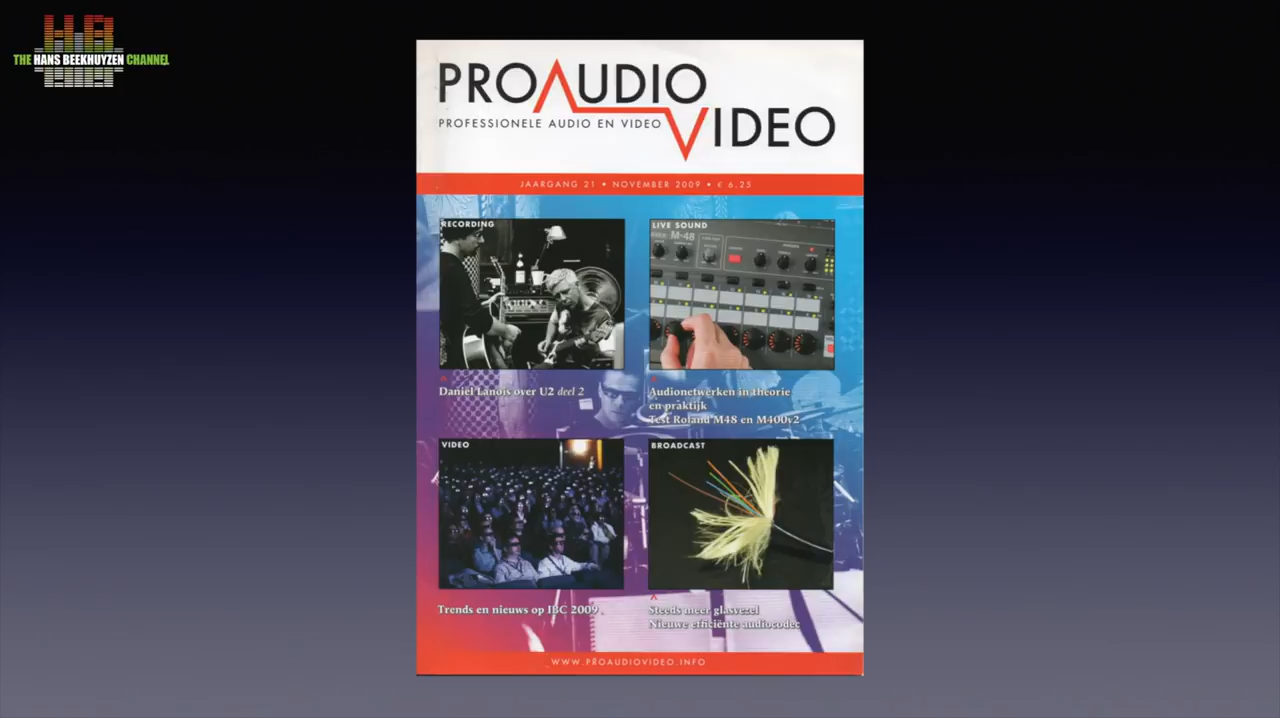 THE HANS BEEKHUYZEN CHANNEL
PROAUDIO
VIDEO
PROFESSIONELE AUDIO EN VIDEO
JAARGANG 21 • NOVEMBER 2009 • € 6.25
RECORDING
LIVE SOUND
M-48
Daniel Lanois over U2 deel 2
Audionetwerken in theorie
en praktijk
Test Roland M48 en M400v2
VIDEO
BROADCAST
Trends en nieuws op IBC 2009
Steeds meer glasvezel
Nieuwe efficiënte audiocodec
WWW.PROAUDIOVIDEO.INFO